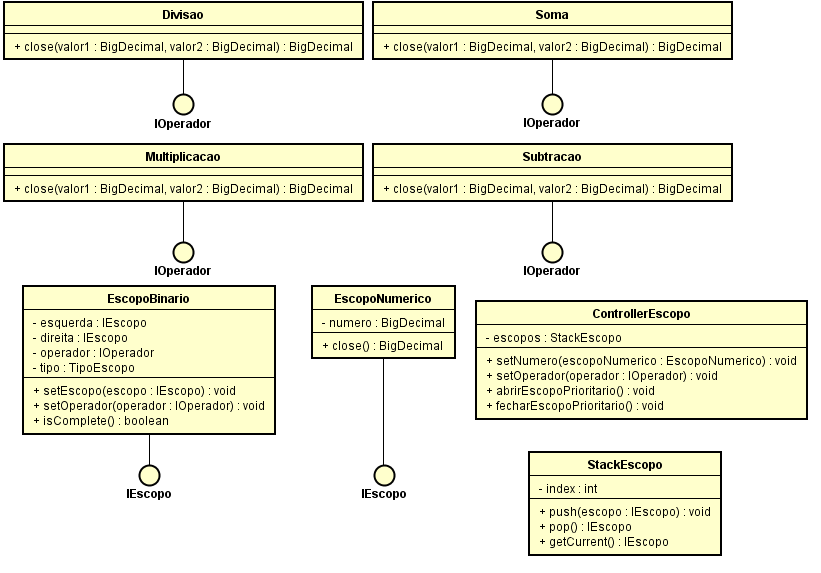 Divisao
+ close(valor1 : BigDecimal, valor2 : BigDecimal) : BigDecimal
IOperador
Soma
+ close(valor1 : BigDecimal, valor2 : BigDecimal) : BigDecimal
IOperador
Multiplicacao
+ close(valor1 : BigDecimal, valor2 : BigDecimal) : BigDecimal
IOperador
Subtracao
+ close(valor1 : BigDecimal, valor2 : BigDecimal) : BigDecimal
IOperador
EscopoBinario
- esquerda : IEscopo
- direita : IEscopo
- operador : IOperador
- tipo : TipoEscopo
+ setEscopo(escopo : IEscopo) : void
+ setOperador(operador : IOperador) : void
+ isComplete() : boolean
IEscopo
EscopoNumerico
- numero : BigDecimal
+ close() : BigDecimal
IEscopo
ControllerEscopo
- escopos : StackEscopo
+ setNumero(escopoNumerico : EscopoNumerico) : void
+ setOperador(operador : IOperador) : void
+ abrirEscopoPrioritario() : void
+ fecharEscopoPrioritario() : void
StackEscopo
- index : int
+ push(escopo : IEscopo) : void
+ pop() : IEscopo
+ getCurrent() : IEscopo